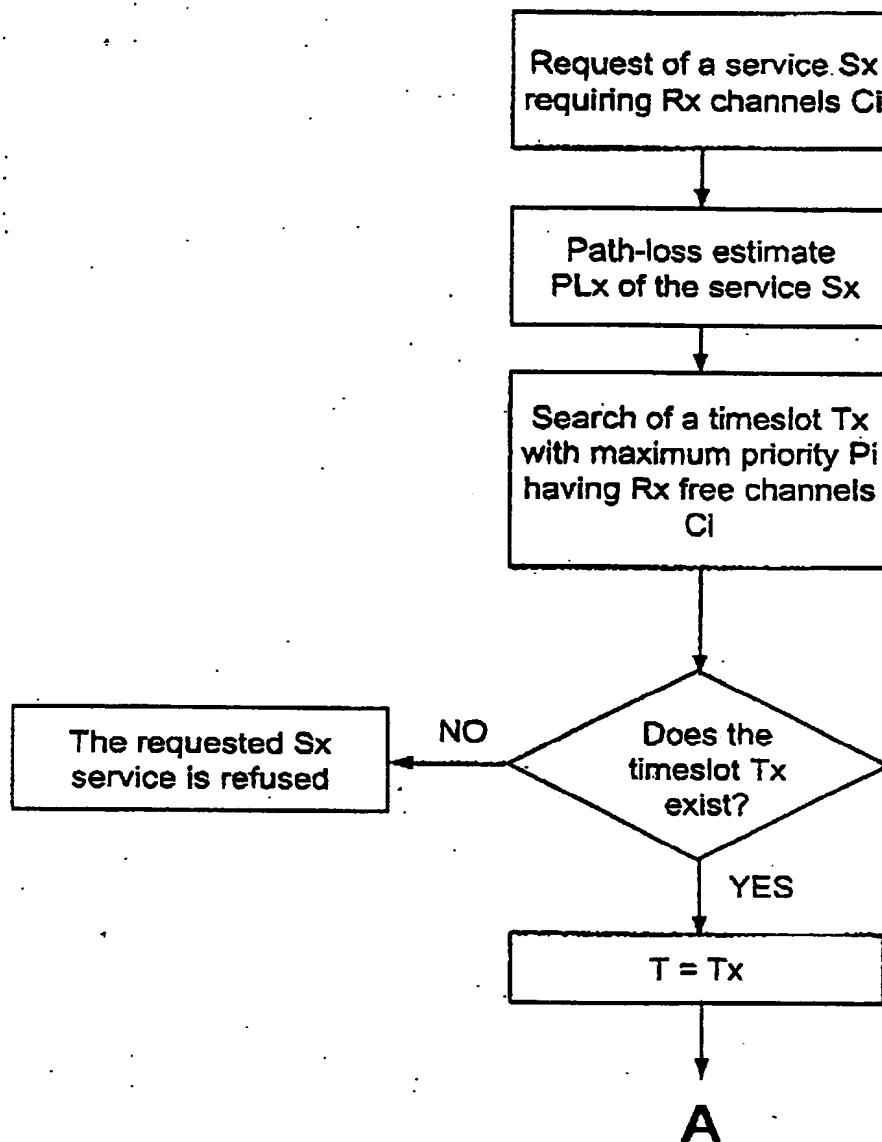 Request of a service Sx
requiring Rx channels Ci
Path-loss estimate
PLx of the service Sx
Search of a timeslot Tx
with maximum priority Pi
having Rx free channels
Ci
Does the
timeslot Tx
exist?
NO
The requested Sx
service is refused
YES
T = Tx
A